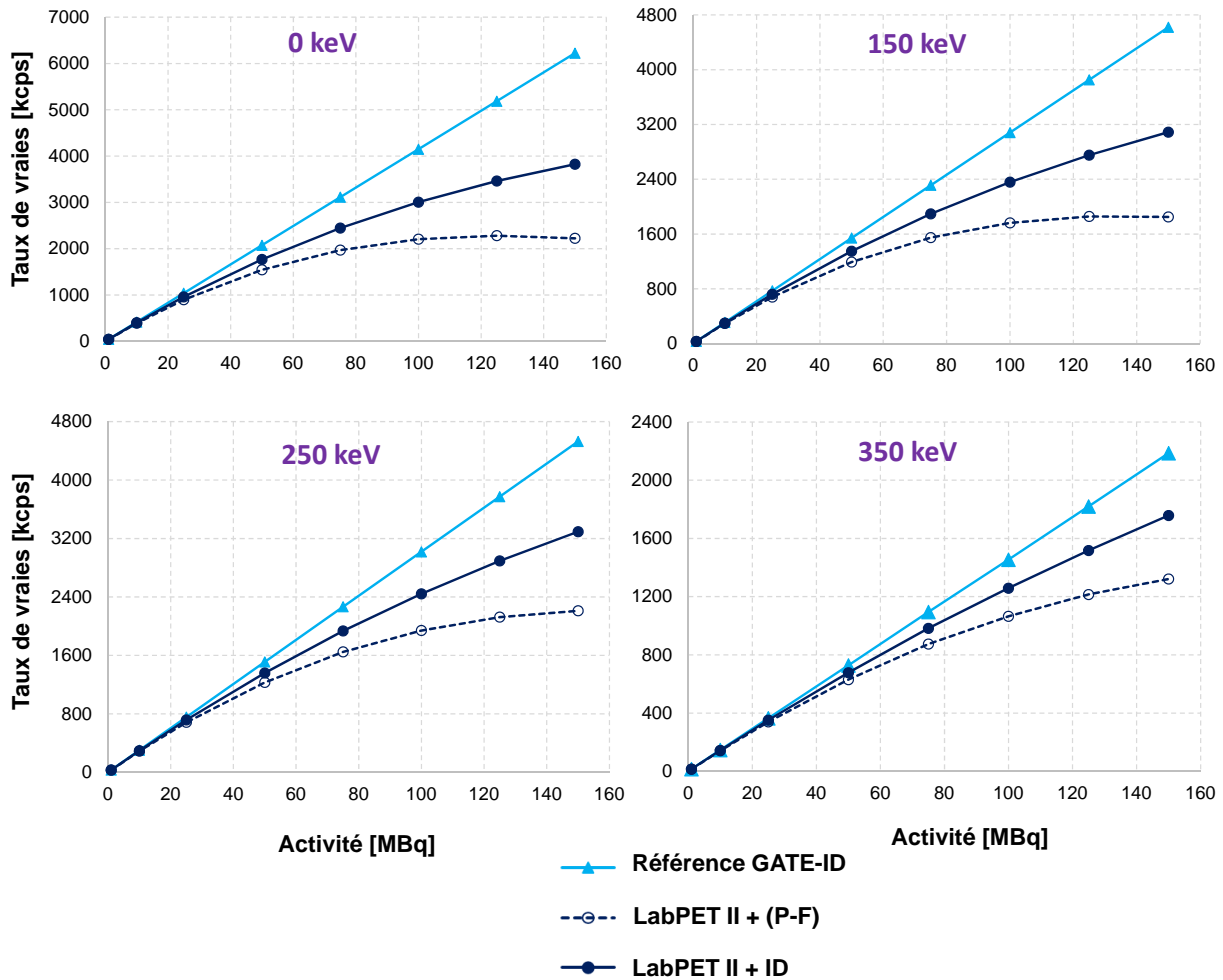 0 keV
Taux de vraies [kcps]
7000
6000
5000
4000
3000
2000
1000
0
0 20 40 60 80 100 120 140 160
150 keV
Taux de vraies [kcps]
4800
4000
3200
2400
1600
800
0
0 20 40 60 80 100 120 140 160
250 keV
Taux de vraies [kcps]
4800
4000
3200
2400
1600
800
0
0 20 40 60 80 100 120 140 160
Activité [MBq]
350 keV
2400
2000
1600
1200
800
400
0
0 20 40 60 80 100 120 140 160
Activité [MBq]
Référence GATE-ID
LabPET II + (P-F)
LabPET II + ID